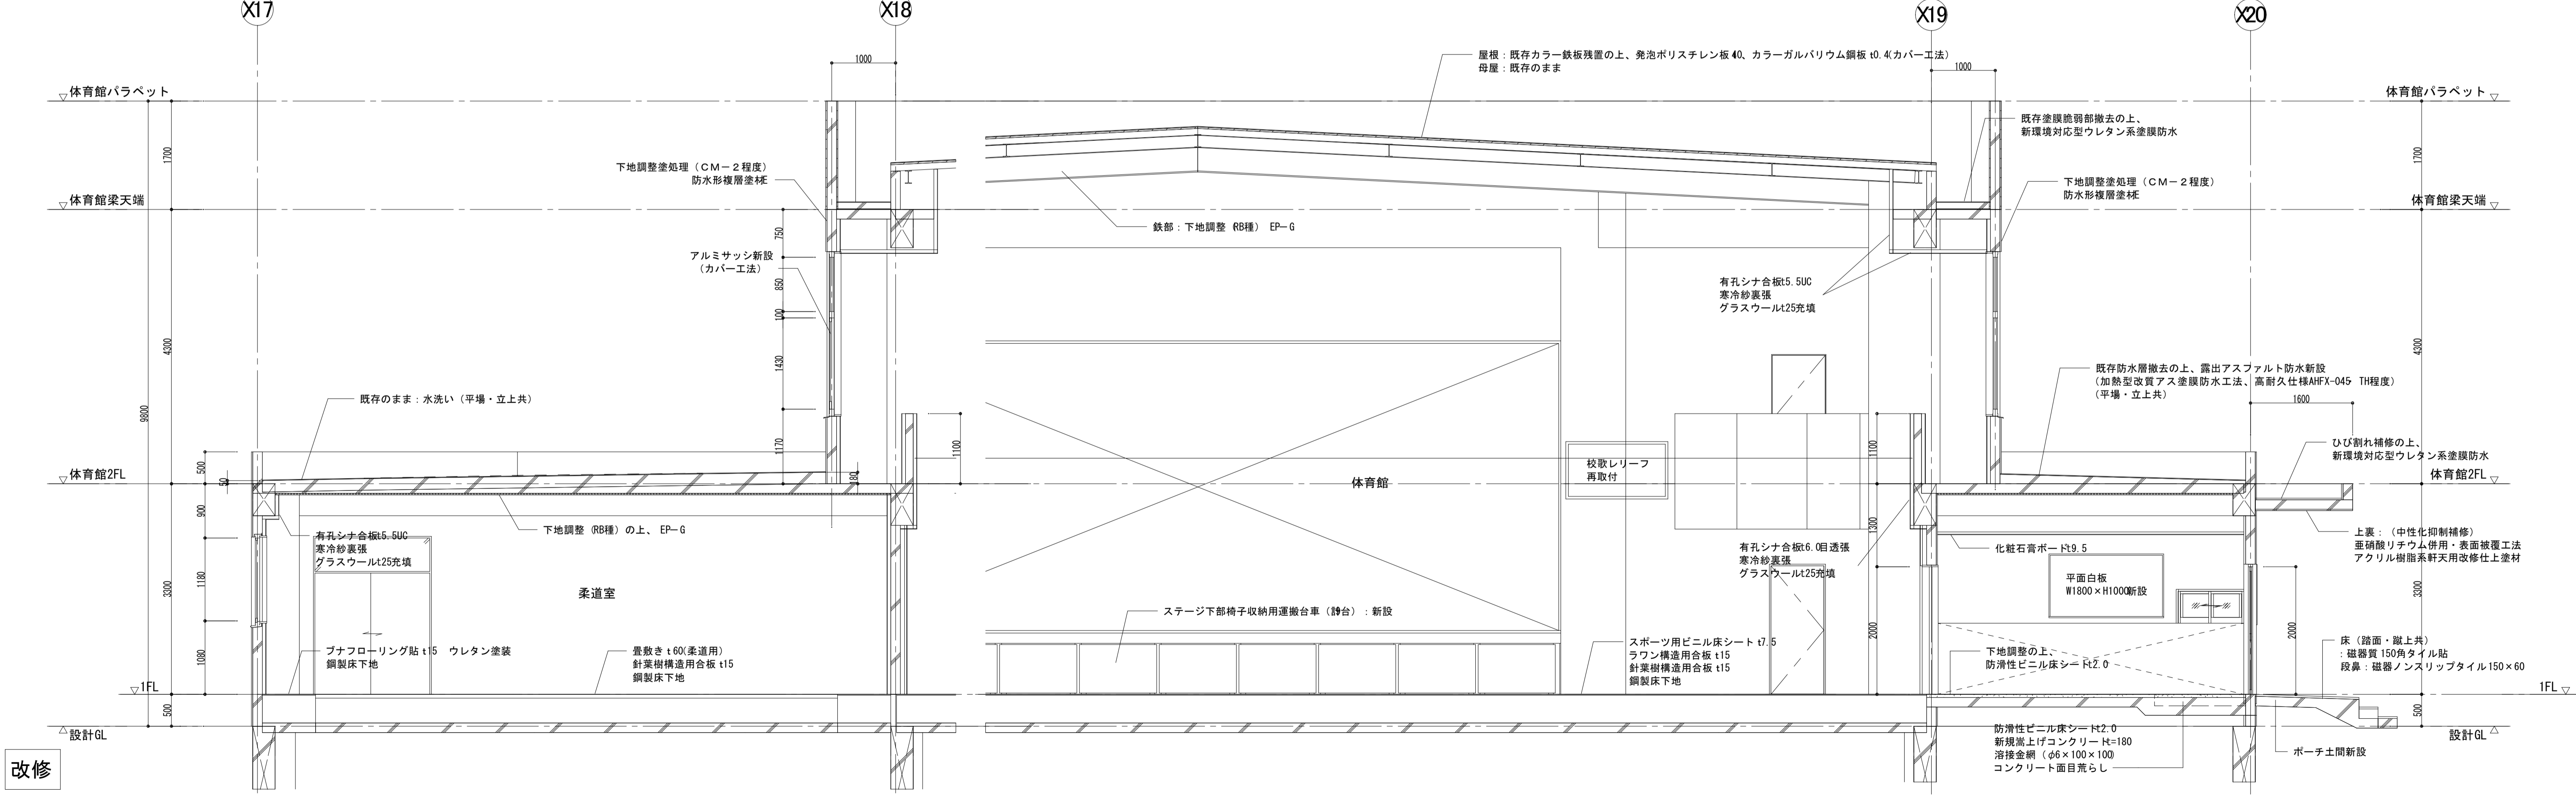 X17
X18
X19
X20
1000
1000
屋根：既存カラー鉄板残置の上、発泡ポリスチレン板 40、カラーガルバリウム鋼板 t0.4(カバー工法)
母屋：既存のまま
体育館パラペット
体育館パラペット
既存塗膜脆弱部撤去の上、
新環境対応型ウレタン系塗膜防水
1700
1700
下地調整塗処理（ＣＭ－２程度）
防水形複層塗材E
下地調整塗処理（ＣＭ－２程度）
防水形複層塗材E
体育館梁天端
体育館梁天端
鉄部：下地調整（RB種） EP-G
750
アルミサッシ新設
（カバー工法）
850
100
1430
1170
有孔シナ合板t5.5UC
寒冷紗裏張
グラスウールt25充填
4300
4300
9800
既存防水層撤去の上、露出アスファルト防水新設
（加熱型改質アス塗膜防水工法、高耐久仕様AHFX-045・TH程度）
（平場・立上共）
既存のまま：水洗い（平場・立上共）
1600
1100
1100
ひび割れ補修の上、
新環境対応型ウレタン系塗膜防水
500
50
180
校歌レリーフ
再取付
体育館
体育館2FL
体育館2FL
900
1300
下地調整（RB種）の上、 EP-G
有孔シナ合板t5.5UC
寒冷紗裏張
グラスウールt25充填
有孔シナ合板t6.0目透張
寒冷紗裏張
グラスウールt25充填
化粧石膏ボードt9.5
上裏：（中性化抑制補修）
亜硝酸リチウム併用・表面被覆工法
アクリル樹脂系軒天用改修仕上塗材
1180
3300
3300
柔道室
平面白板
W1800×H1000新設
ステージ下部椅子収納用運搬台車（計9台）：新設
2000
2000
1080
ブナフローリング貼 t15　ウレタン塗装
鋼製床下地
畳敷き t60(柔道用)
針葉樹構造用合板 t15
鋼製床下地
スポーツ用ビニル床シート t7.5
ラワン構造用合板 t15
針葉樹構造用合板 t15
鋼製床下地
下地調整の上、
防滑性ビニル床シートt2.0
床（踏面・蹴上共）
：磁器質 150角タイル貼
段鼻：磁器ノンスリップタイル 150×60
1FL
1FL
500
500
設計GL
設計GL
防滑性ビニル床シートt2.0
新規嵩上げコンクリートt=180
溶接金網（φ6×100×100）
コンクリート面目荒らし
ポーチ土間新設
改修